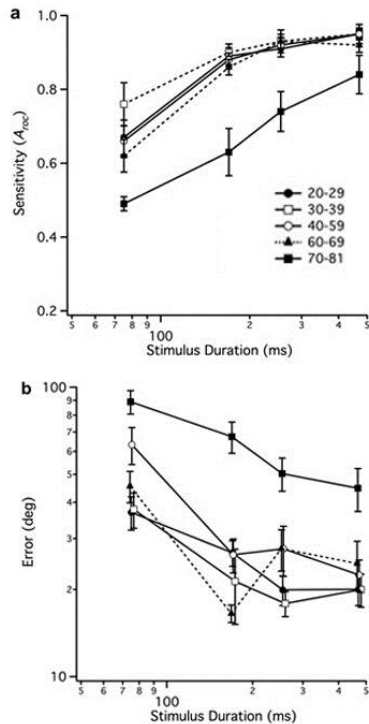 a
1.0
0.8
Sensitivity (Aroc)
0.6
0.4
0.2
20-29
30-39
40-59
60-69
70-81
5 6 7 8 9 100 2 3 4 5
Stimulus Duration (ms)
b
100
9
8
7
6
5
4
Error (deg)
3
2
10
5 6 7 8 9 100 2 3 4 5
Stimulus Duration (ms)